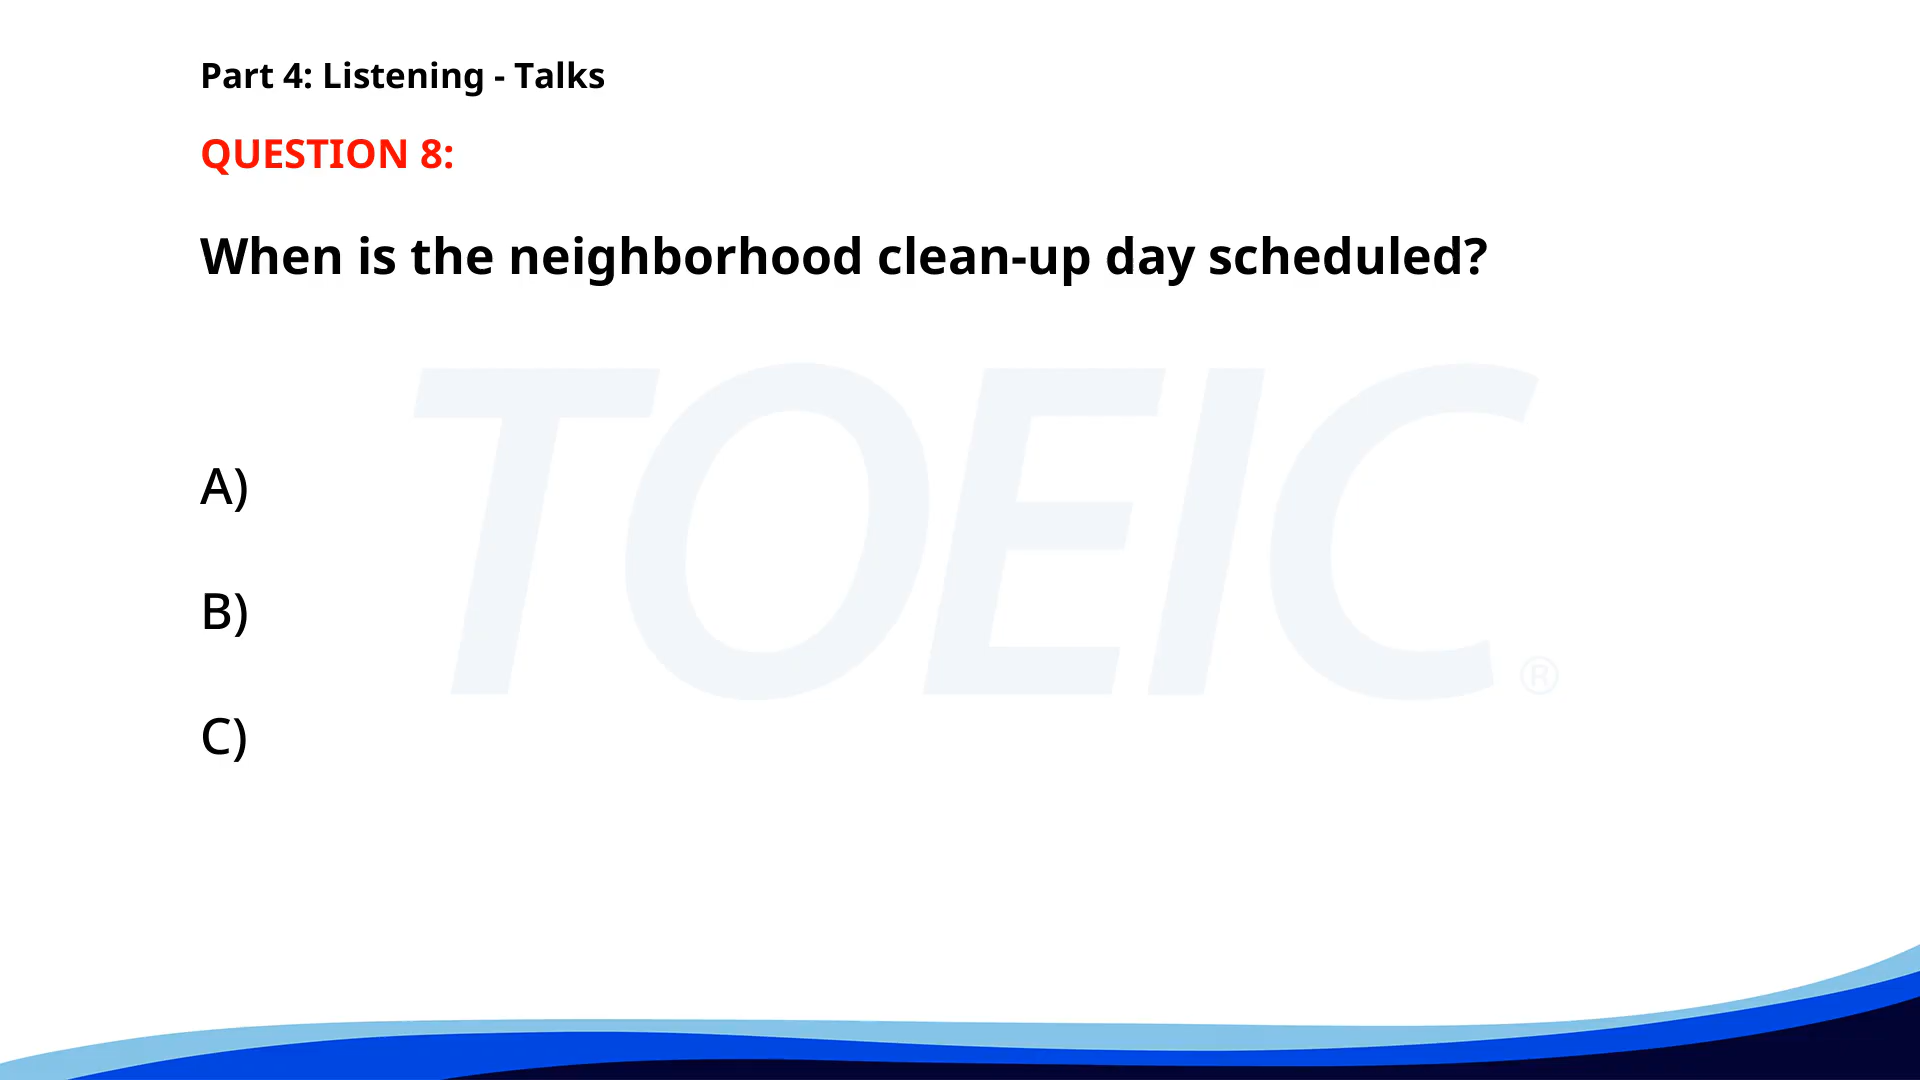 Part 4: Listening - Talks
QUESTION 8:
When is the neighborhood clean-up day scheduled?
TOEIC®
A)
B)
C)